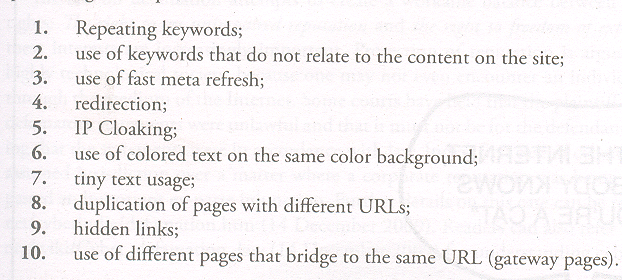 1. Repeating keywords;
2. use of keywords that do not relate to the content on the site;
3. use of fast meta refresh;
4. redirection;
5. IP Cloaking;
6. use of colored text on the same color background;
7. tiny text usage;
8. duplication of pages with different URLs;
9. hidden links;
10. use of different pages that bridge to the same URL (gateway pages).